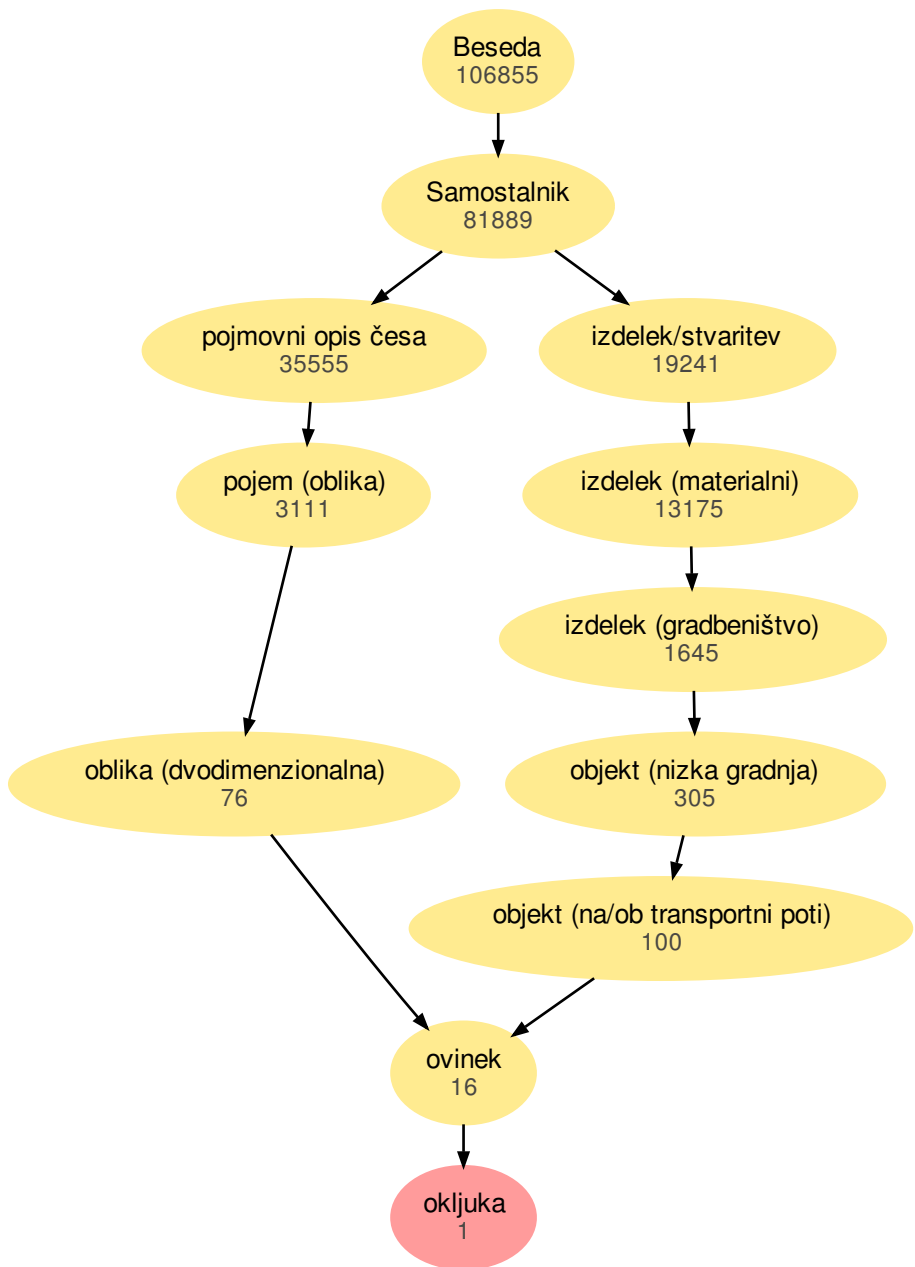 Beseda
106855
Samostalnik
81889
pojmovni opis česa
35555
izdelek/stvaritev
19241
pojem (oblika)
3111
izdelek (materialni)
13175
izdelek (gradbeništvo)
1645
oblika (dvodimenzionalna)
76
objekt (nizka gradnja)
305
objekt (na/ob transportni poti)
100
ovinek
16
okljuka
1